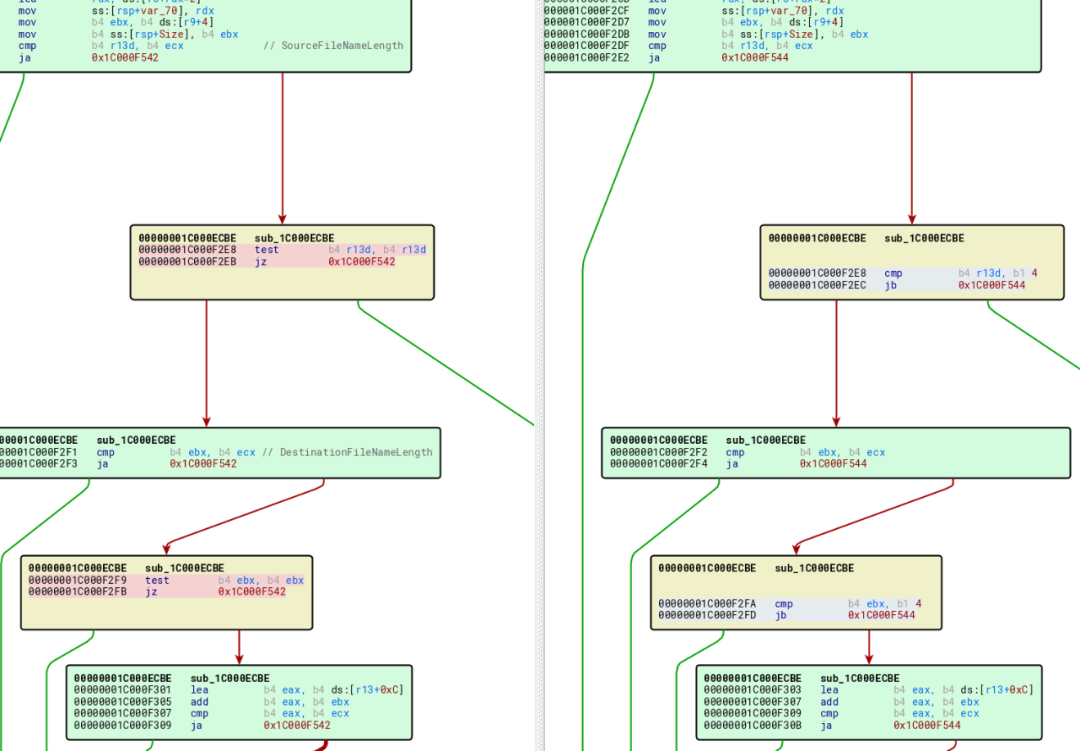 mov ss:[rsp+var_70], rdx
mov b4 ebx, b4 ds:[r9+4]
mov b4 ss:[rsp+Size], b4 ebx
cmp b4 r13d, b4 ecx // SourceFileNameLength
ja 0x1C000F542
00000001C000ECBE sub_1C000ECBE
00000001C000F2E8 test b4 r13d, b4 r13d
00000001C000F2EB jz 0x1C000F542
00001C000ECBE sub_1C000ECBE
00001C000F2F1 cmp b4 ebx, b4 ecx // DestinationFileNameLength
00001C000F2F3 ja 0x1C000F542
00000001C000ECBE sub_1C000ECBE
00000001C000F2F9 test b4 ebx, b4 ebx
00000001C000F2FB jz 0x1C000F542
00000001C000ECBE sub_1C000ECBE
00000001C000F301 lea b4 eax, b4 ds:[r13+0xC]
00000001C000F305 add b4 eax, b4 ebx
00000001C000F307 cmp b4 eax, b4 ecx
00000001C000F309 ja 0x1C000F542
000001C000F2CF mov ss:[rsp+var_70], rdx
000001C000F2D7 mov b4 ebx, b4 ds:[r9+4]
000001C000F2DB mov b4 ss:[rsp+Size], b4 ebx
000001C000F2DF cmp b4 r13d, b4 ecx
000001C000F2E2 ja 0x1C000F544
00000001C000ECBE sub_1C000ECBE
00000001C000F2E8 cmp b4 r13d, b1 4
00000001C000F2EC jb 0x1C000F544
00000001C000ECBE sub_1C000ECBE
00000001C000F2F2 cmp b4 ebx, b4 ecx
00000001C000F2F4 ja 0x1C000F544
00000001C000ECBE sub_1C000ECBE
00000001C000F2FA cmp b4 ebx, b1 4
00000001C000F2FD jb 0x1C000F544
00000001C000ECBE sub_1C000ECBE
00000001C000F303 lea b4 eax, b4 ds:[r13+0xC]
00000001C000F307 add b4 eax, b4 ebx
00000001C000F309 cmp b4 eax, b4 ecx
00000001C000F30B ja 0x1C000F544